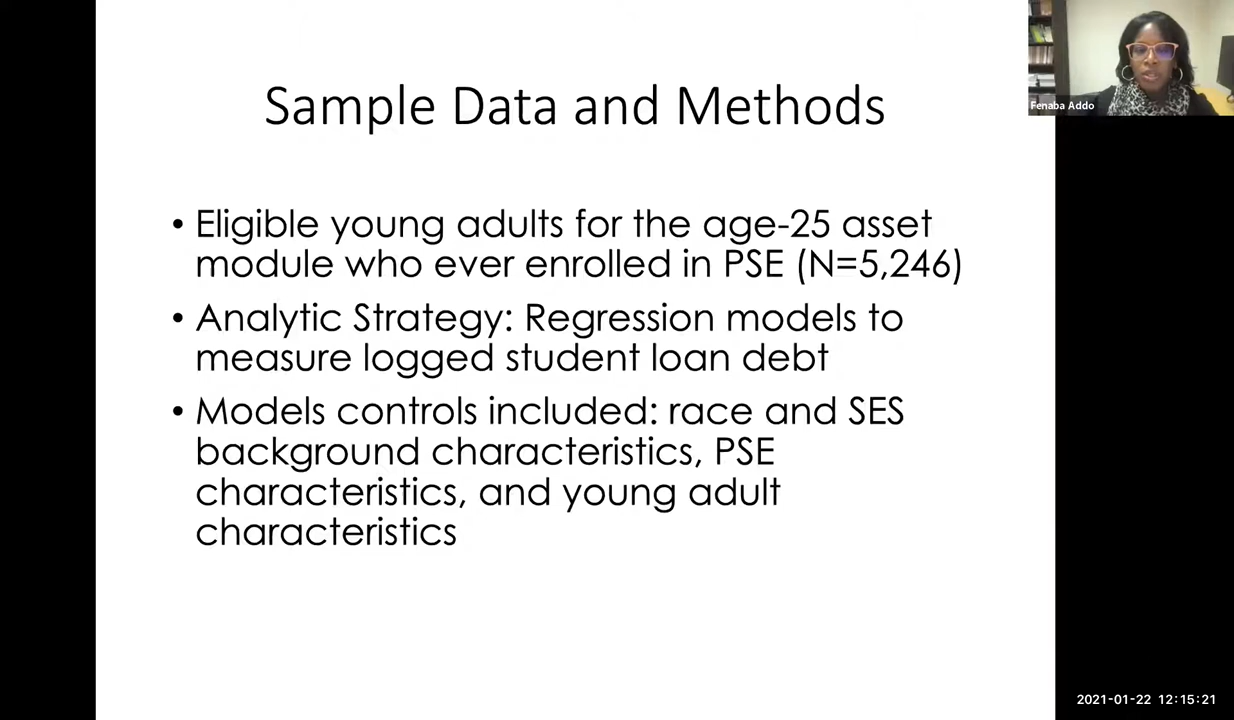 Sample Data and Methods
• Eligible young adults for the age-25 asset
module who ever enrolled in PSE (N=5,246)
• Analytic Strategy: Regression models to
measure logged student loan debt
• Models controls included: race and SES
background characteristics, PSE
characteristics, and young adult
characteristics
Fenaba Addo
2021-01-22 12:15:21